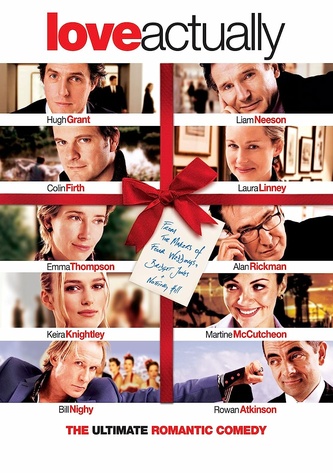 loveactually
Hugh Grant
Liam Neeson
Colin Firth
Laura Linney
Emma Thompson
From
The Makers of
Four Weddings,
Bridget Jones
+
Notting Hill
Alan Rickman
Keira Knightley
Martine McCutcheon
Bill Nighy
Rowan Atkinson
THE ULTIMATE ROMANTIC COMEDY